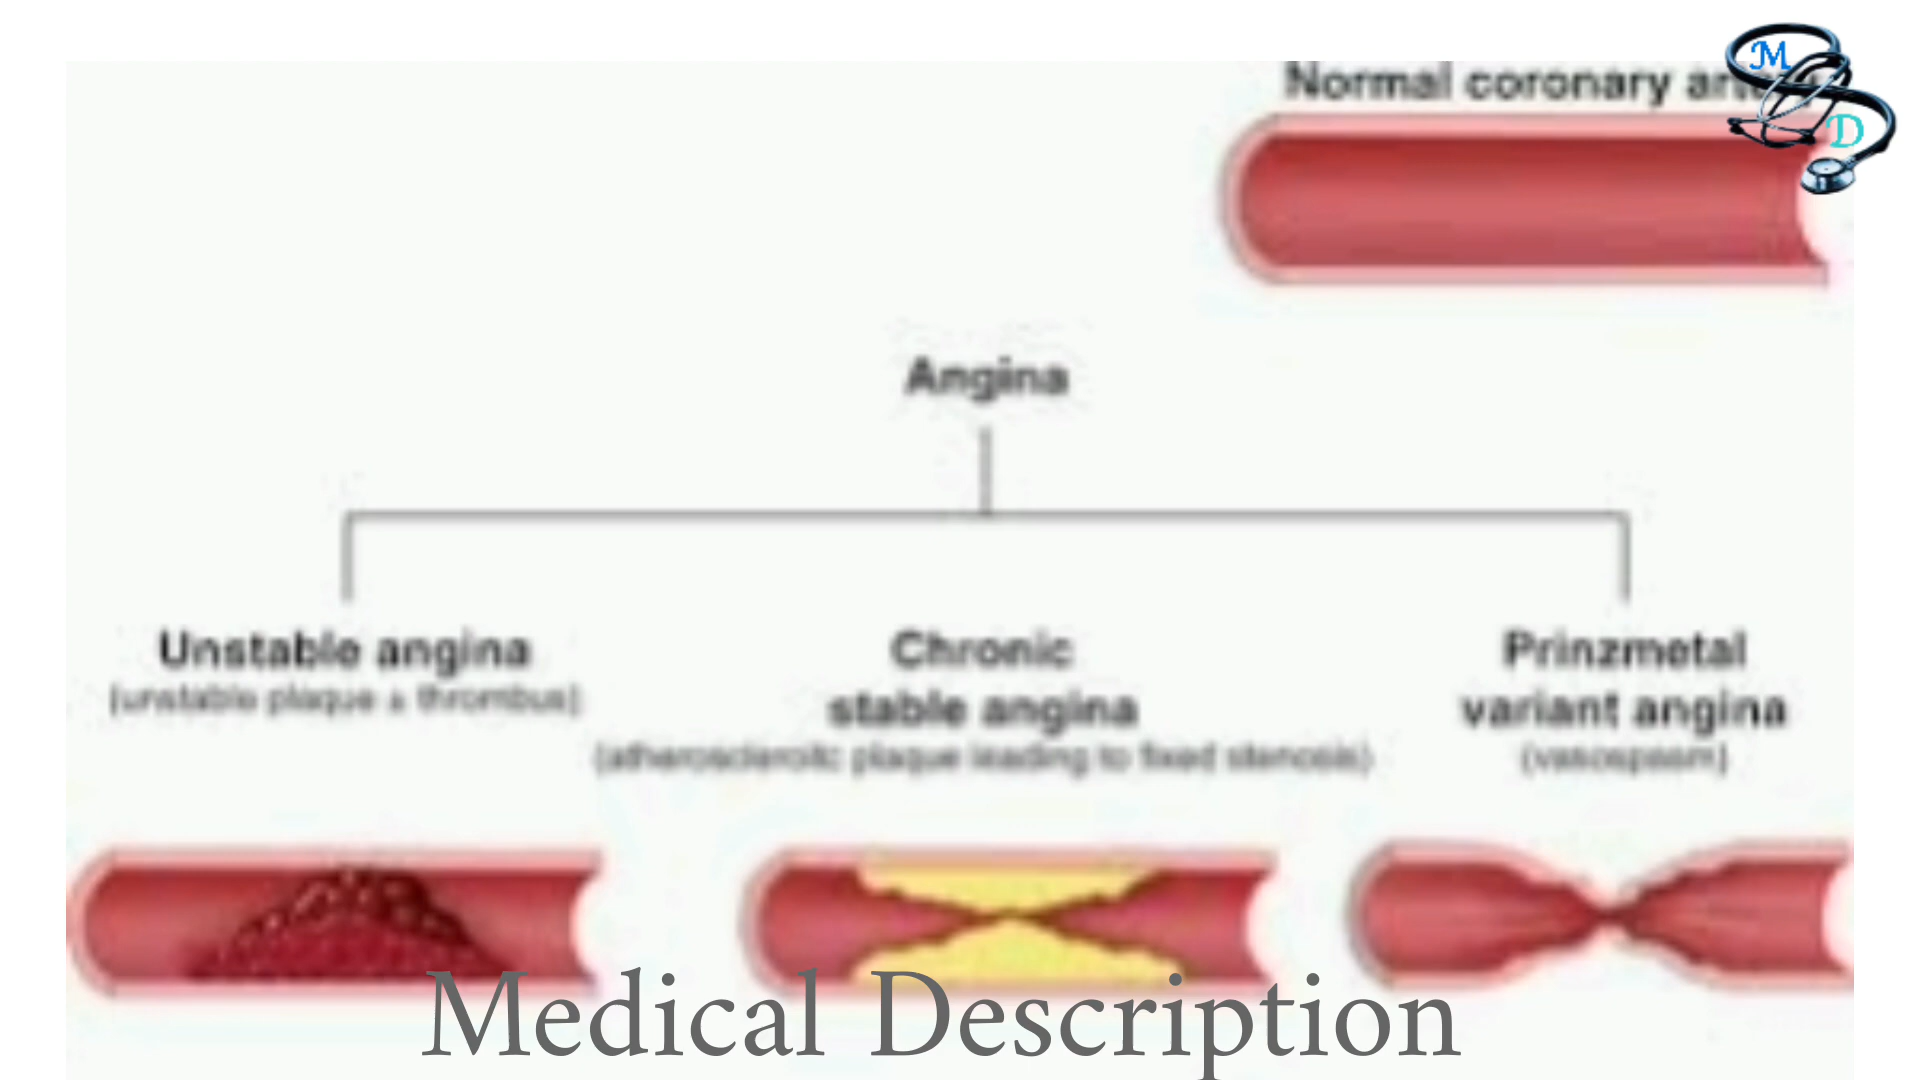 M
D
Normal coronary artery
Angina
Unstable angina
(unstable plaque ± thrombus)
Chronic
stable angina
(atherosclerotic plaque leading to fixed stenosis)
Prinzmetal
variant angina
(vasospasm)
Medical Description